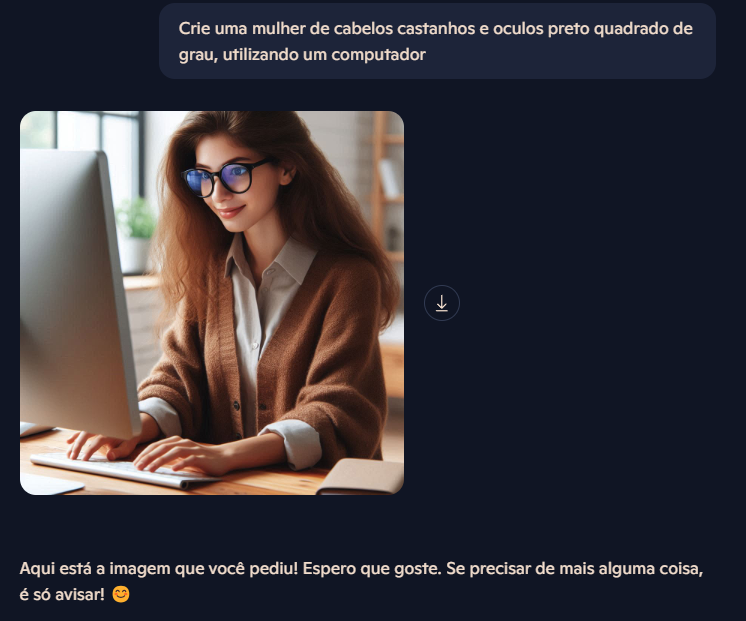 Crie uma mulher de cabelos castanhos e oculos preto quadrado de
grau, utilizando um computador
Aqui está a imagem que você pediu! Espero que goste. Se precisar de mais alguma coisa,
é só avisar! 😊